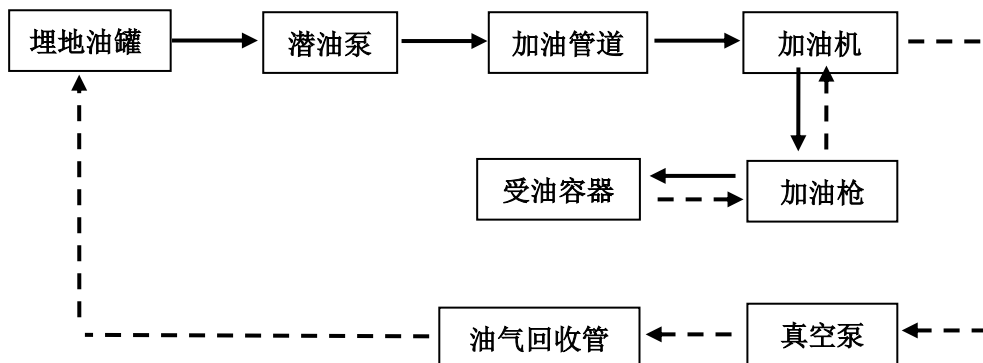 埋地油罐
潜油泵
加油管道
加油机
受油容器
加油枪
油气回收管
真空泵